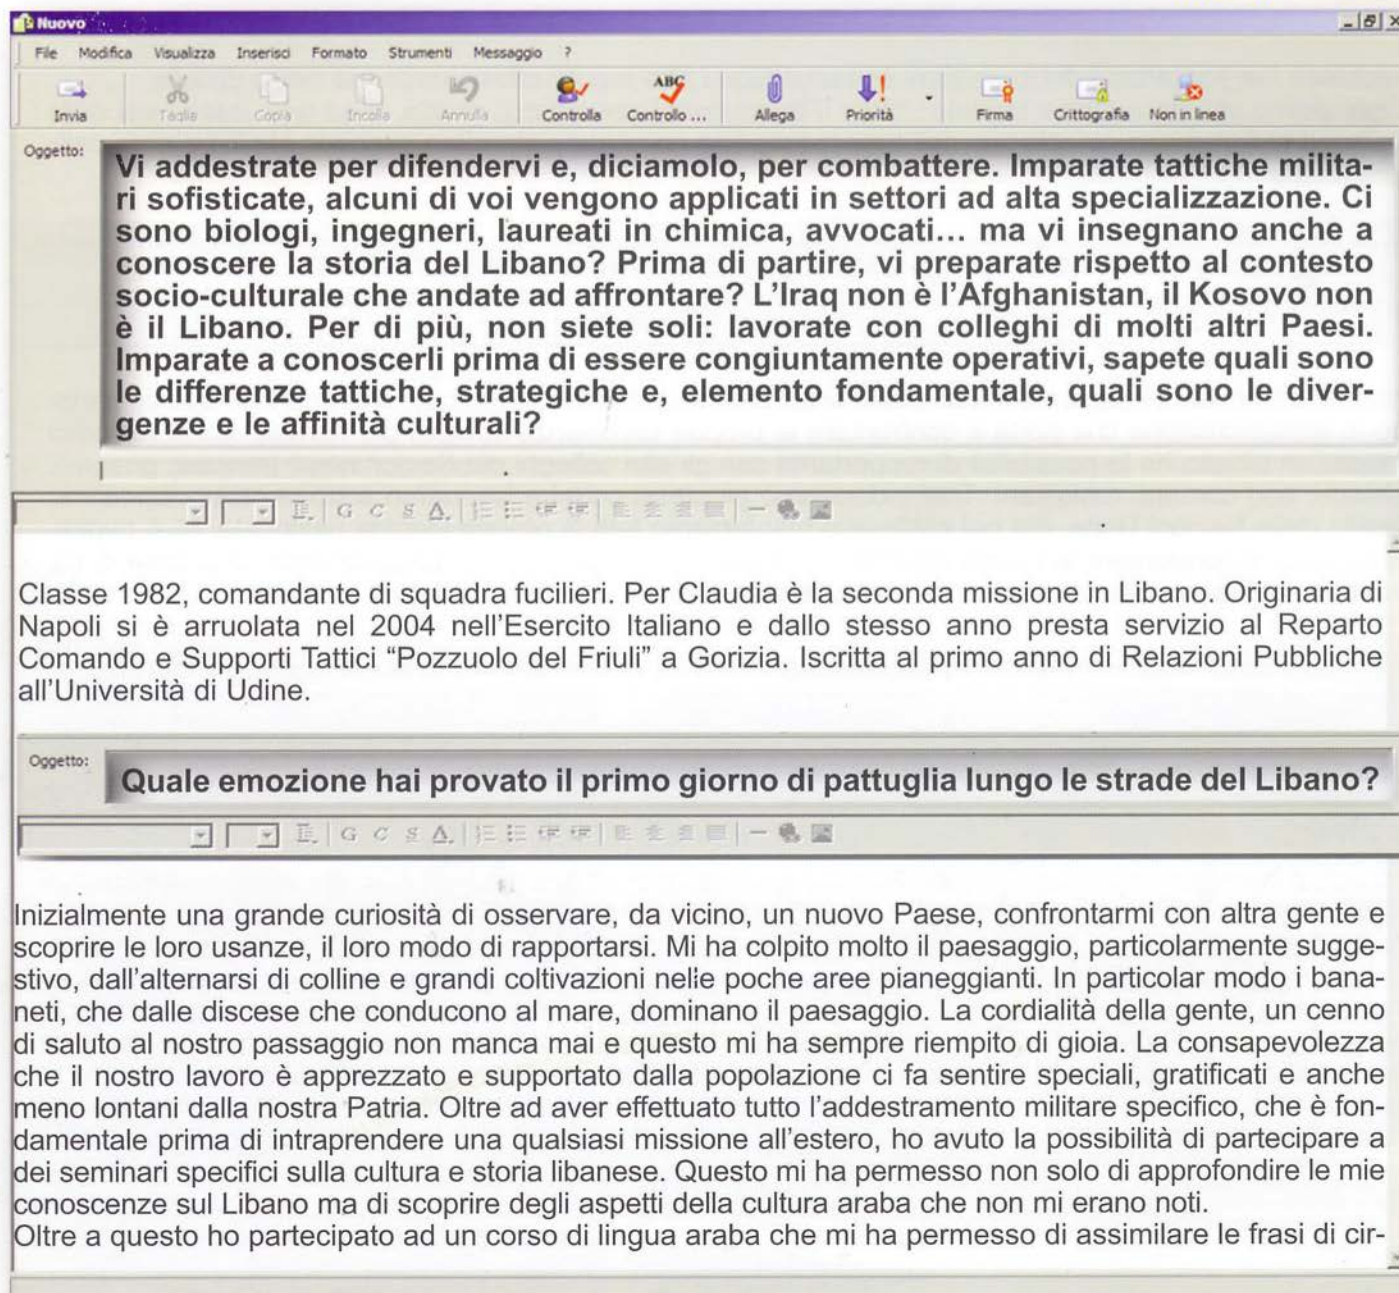 Nuovo
File Modifica Visualizza Inserisci Formato Strumenti Messaggio ?
Invia Taglia Copia Incolla Annulla Controlla Controllo ... Allega Priorità Firma Crittografia Non in linea
Oggetto:
Vi addestrate per difendervi e, diciamolo, per combattere. Imparate tattiche milita-
ri sofisticate, alcuni di voi vengono applicati in settori ad alta specializzazione. Ci
sono biologi, ingegneri, laureati in chimica, avvocati... ma vi insegnano anche a
conoscere la storia del Libano? Prima di partire, vi preparate rispetto al contesto
socio-culturale che andate ad affrontare? L'Iraq non è l'Afghanistan, il Kosovo non
è il Libano. Per di più, non siete soli: lavorate con colleghi di molti altri Paesi.
Imparate a conoscerli prima di essere congiuntamente operativi, sapete quali sono
le differenze tattiche, strategiche e, elemento fondamentale, quali sono le diver-
genze e le affinità culturali?
G C S A
Classe 1982, comandante di squadra fucilieri. Per Claudia è la seconda missione in Libano. Originaria di
Napoli si è arruolata nel 2004 nell'Esercito Italiano e dallo stesso anno presta servizio al Reparto
Comando e Supporti Tattici “Pozzuolo del Friuli” a Gorizia. Iscritta al primo anno di Relazioni Pubbliche
all'Università di Udine.
Oggetto:
Quale emozione hai provato il primo giorno di pattuglia lungo le strade del Libano?
G C S A
Inizialmente una grande curiosità di osservare, da vicino, un nuovo Paese, confrontarmi con altra gente e
scoprire le loro usanze, il loro modo di rapportarsi. Mi ha colpito molto il paesaggio, particolarmente sugge-
stivo, dall'alternarsi di colline e grandi coltivazioni nelle poche aree pianeggianti. In particolar modo i bana-
neti, che dalle discese che conducono al mare, dominano il paesaggio. La cordialità della gente, un cenno
di saluto al nostro passaggio non manca mai e questo mi ha sempre riempito di gioia. La consapevolezza
che il nostro lavoro è apprezzato e supportato dalla popolazione ci fa sentire speciali, gratificati e anche
meno lontani dalla nostra Patria. Oltre ad aver effettuato tutto l'addestramento militare specifico, che è fon-
damentale prima di intraprendere una qualsiasi missione all'estero, ho avuto la possibilità di partecipare a
dei seminari specifici sulla cultura e storia libanese. Questo mi ha permesso non solo di approfondire le mie
conoscenze sul Libano ma di scoprire degli aspetti della cultura araba che non mi erano noti.
Oltre a questo ho partecipato ad un corso di lingua araba che mi ha permesso di assimilare le frasi di cir-